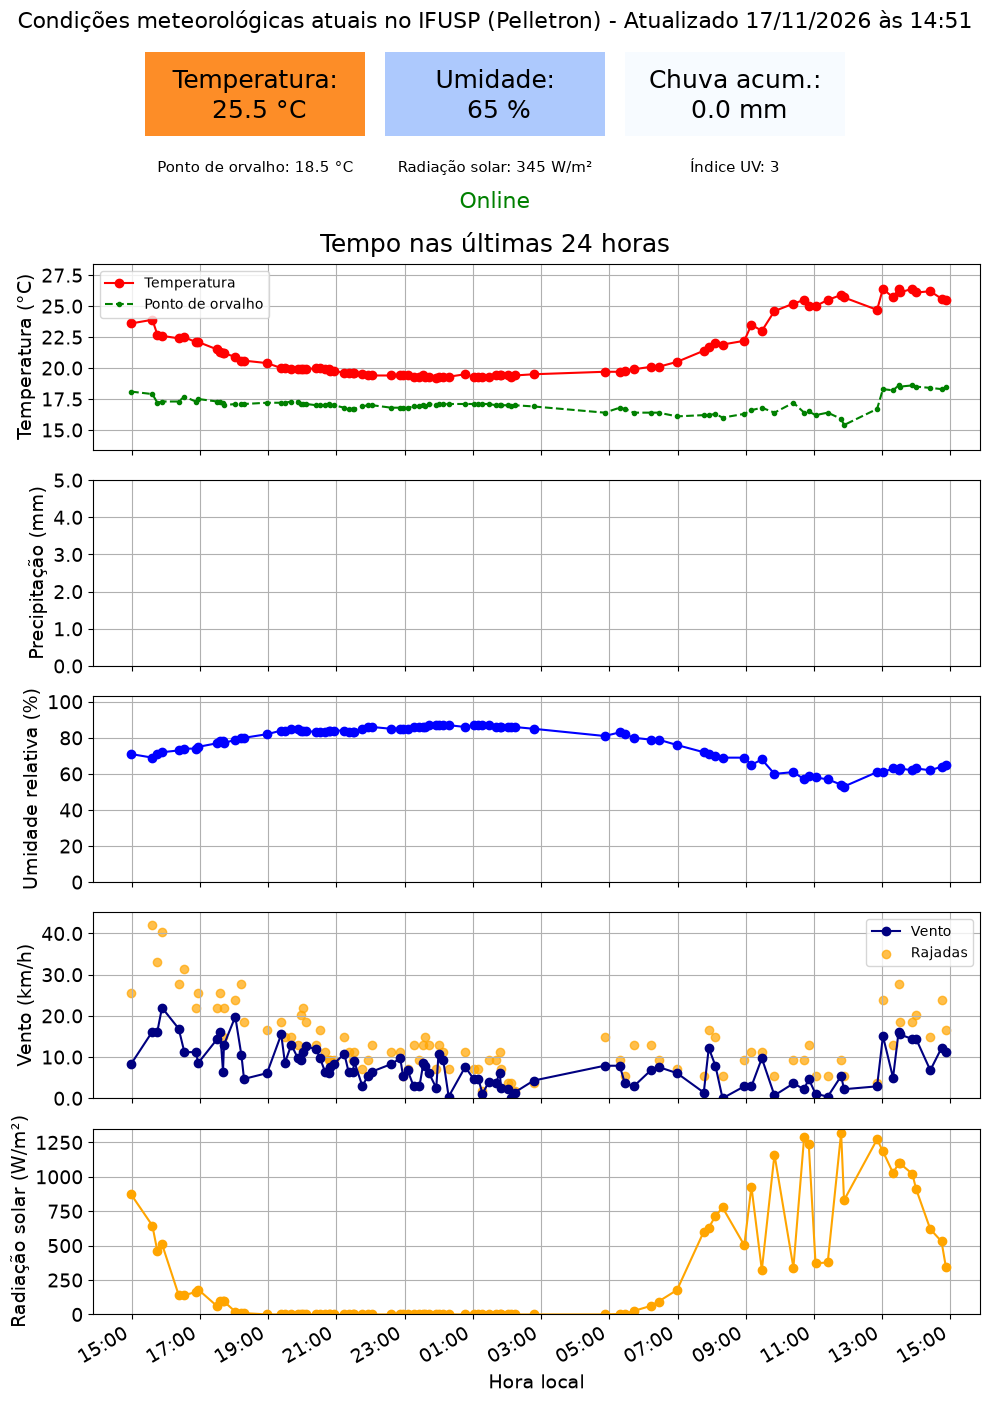 Condições meteorológicas atuais no IFUSP (Pelletron) - Atualizado 17/11/2026 às 14:51
Temperatura:
25.5 °C
Umidade:
65 %
Chuva acum.:
0.0 mm
Ponto de orvalho: 18.5 °C
Radiação solar: 345 W/m²
Índice UV: 3
Online
Tempo nas últimas 24 horas
Temperatura (°C)
27.5
25.0
22.5
20.0
17.5
15.0
Temperatura
Ponto de orvalho
Precipitação (mm)
5.0
4.0
3.0
2.0
1.0
0.0
Umidade relativa (%)
100
80
60
40
20
0
Vento (km/h)
40.0
30.0
20.0
10.0
0.0
Vento
Rajadas
Radiação solar (W/m²)
1250
1000
750
500
250
0
15:00 17:00 19:00 21:00 23:00 01:00 03:00 05:00 07:00 09:00 11:00 13:00 15:00
Hora local